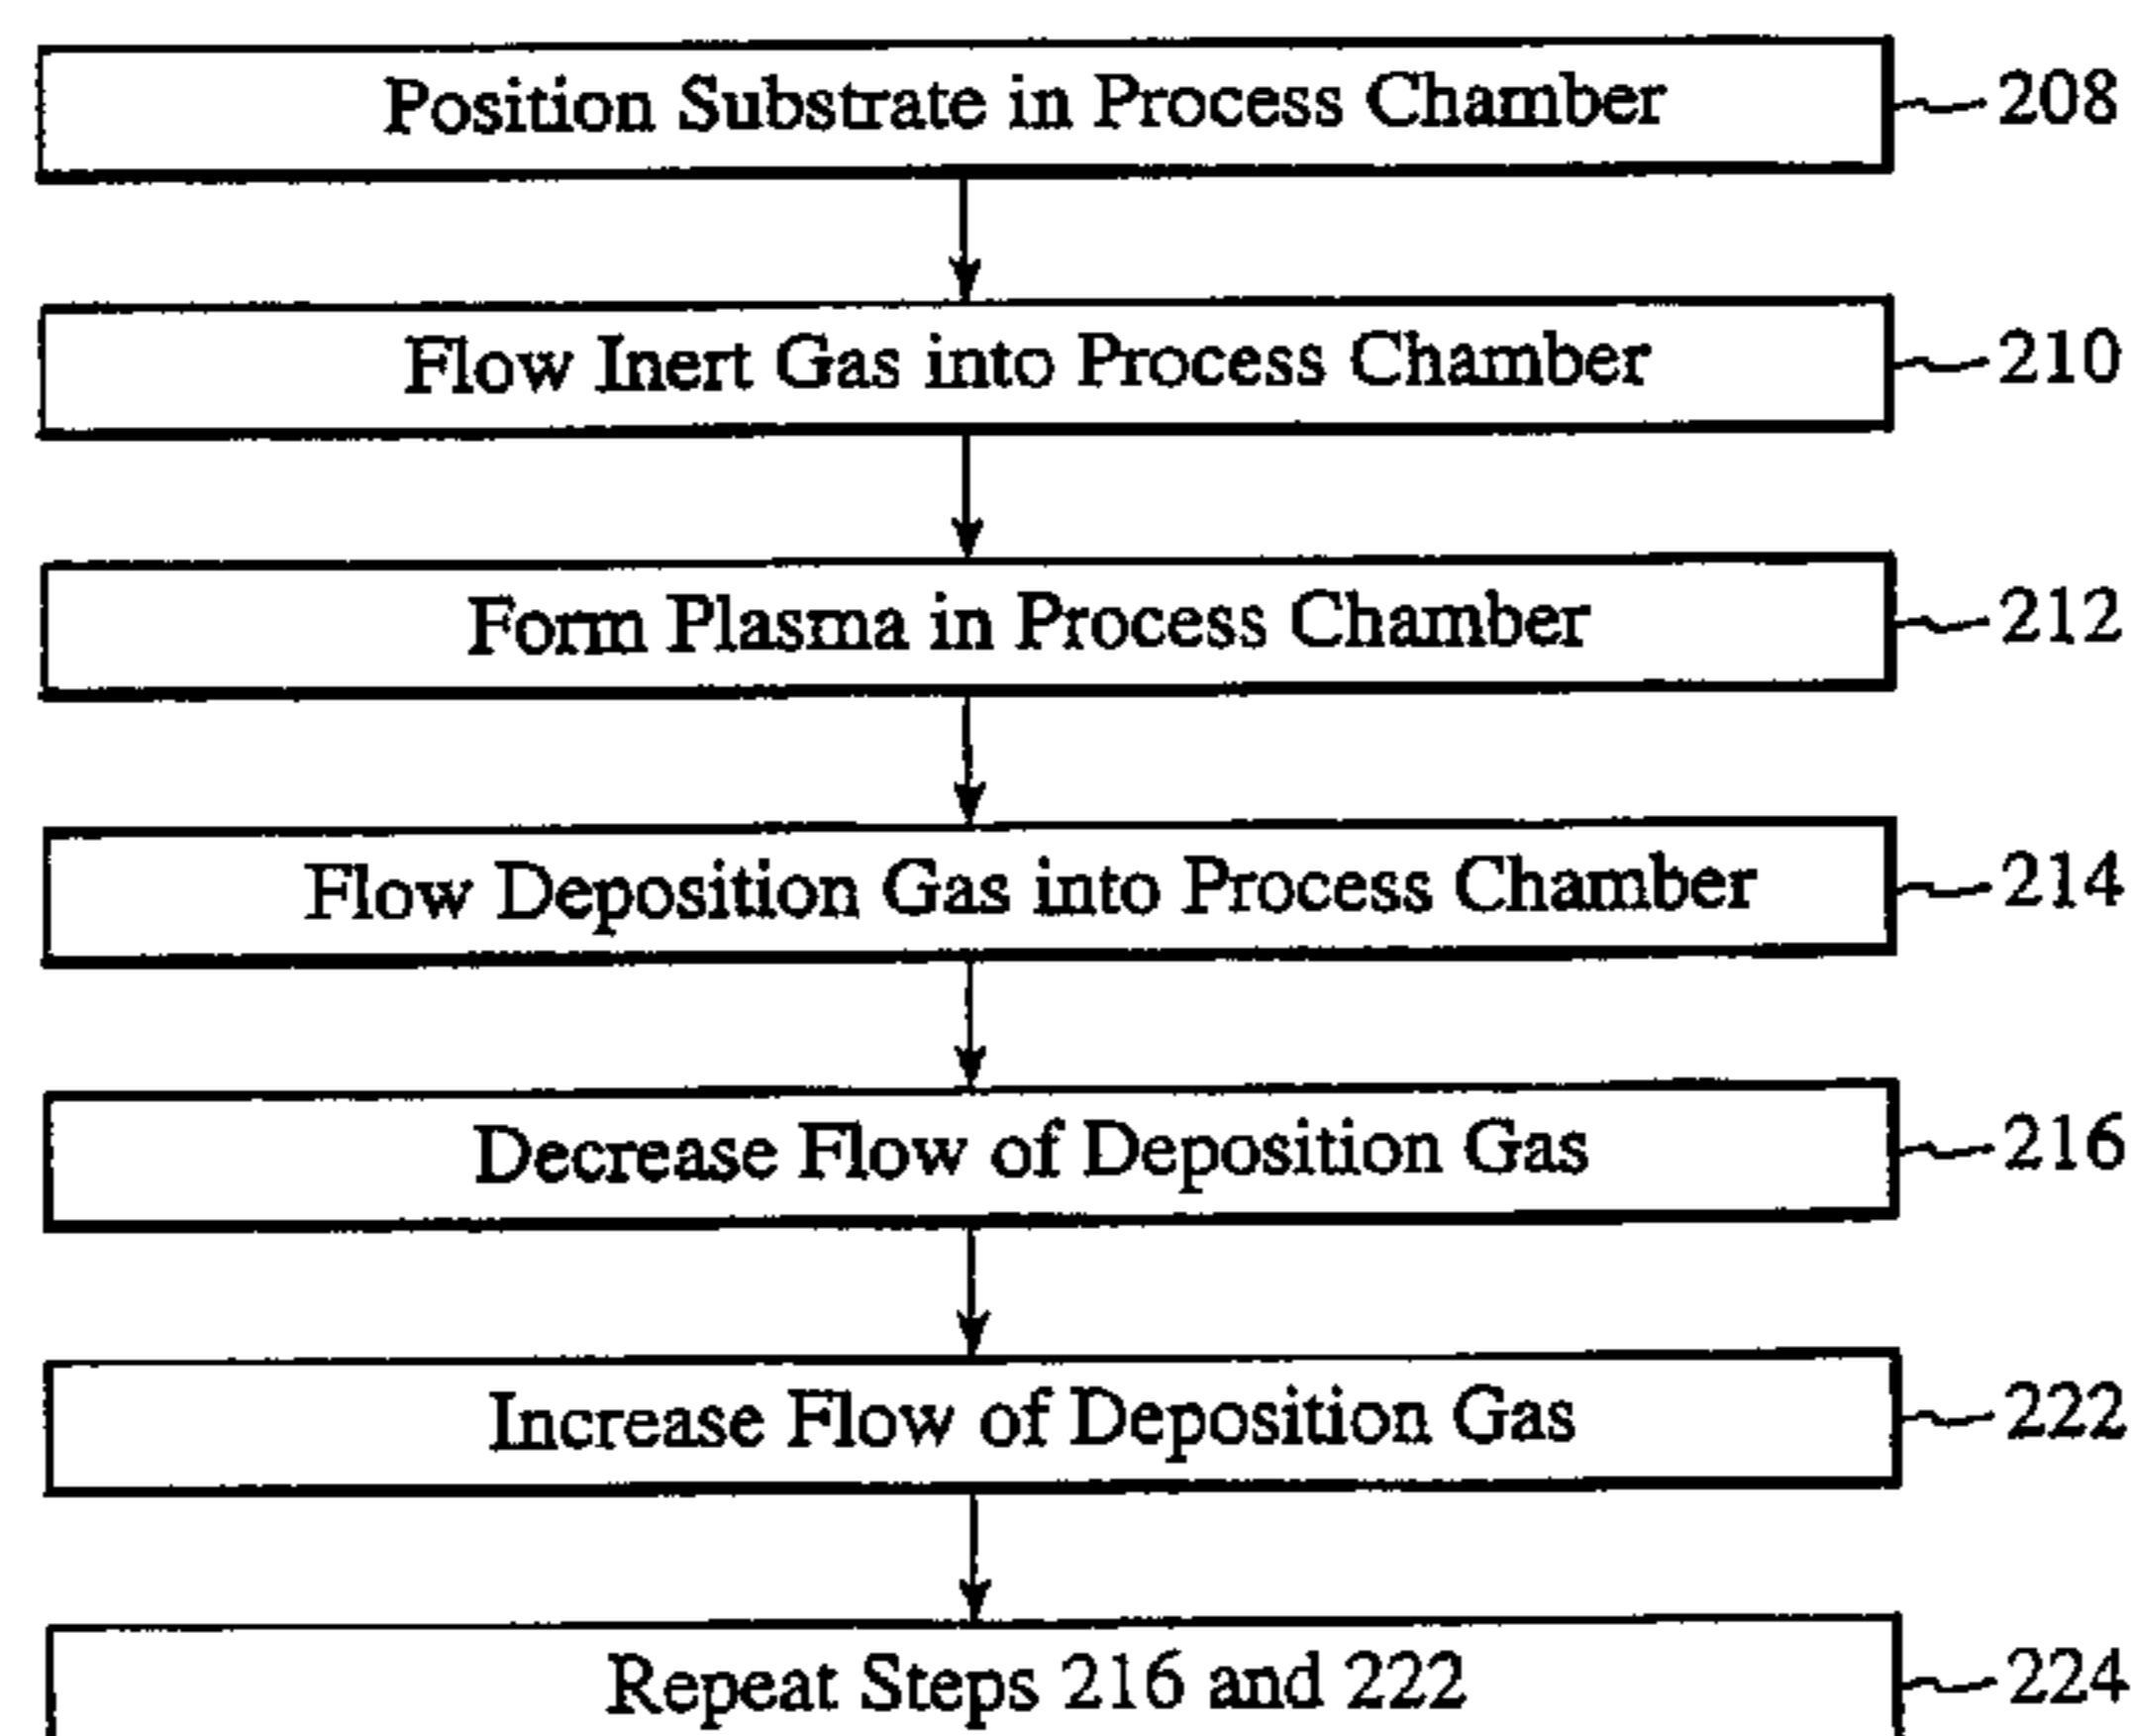 Position Substrate in Process Chamber 208
Flow Inert Gas into Process Chamber 210
Form Plasma in Process Chamber 212
Flow Deposition Gas into Process Chamber 214
Decrease Flow of Deposition Gas 216
Increase Flow of Deposition Gas 222
Repeat Steps 216 and 222 224